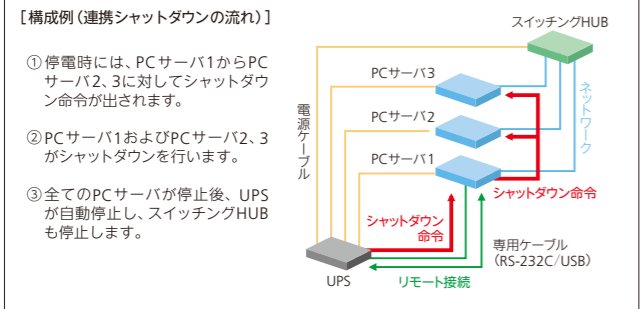 ［構成例（連携シャットダウンの流れ）］
①停電時には、PCサーバ1からPC
サーバ2、3に対してシャットダウ
ン命令が出されます。
②PCサーバ1およびPCサーバ2、3
がシャットダウンを行います。
③全てのPCサーバが停止後、UPS
が自動停止し、スイッチングHUB
も停止します。
スイッチングHUB
PCサーバ3
PCサーバ2
PCサーバ1
電源ケーブル
ネットワーク
シャットダウン命令
シャットダウン
命令
専用ケーブル
（RS-232C/USB）
UPS
リモート接続